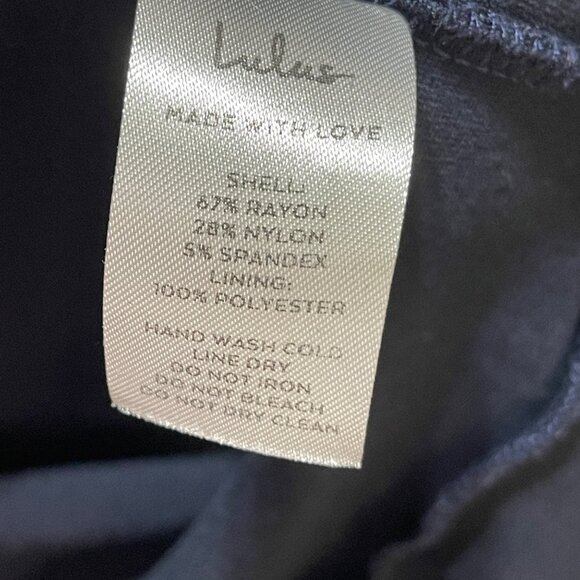 Lulus
MADE WITH LOVE
SHELL:
67% RAYON
28% NYLON
5% SPANDEX
LINING:
100% POLYESTER
HAND WASH COLD
LINE DRY
DO NOT IRON
DO NOT BLEACH
DO NOT DRY CLEAN